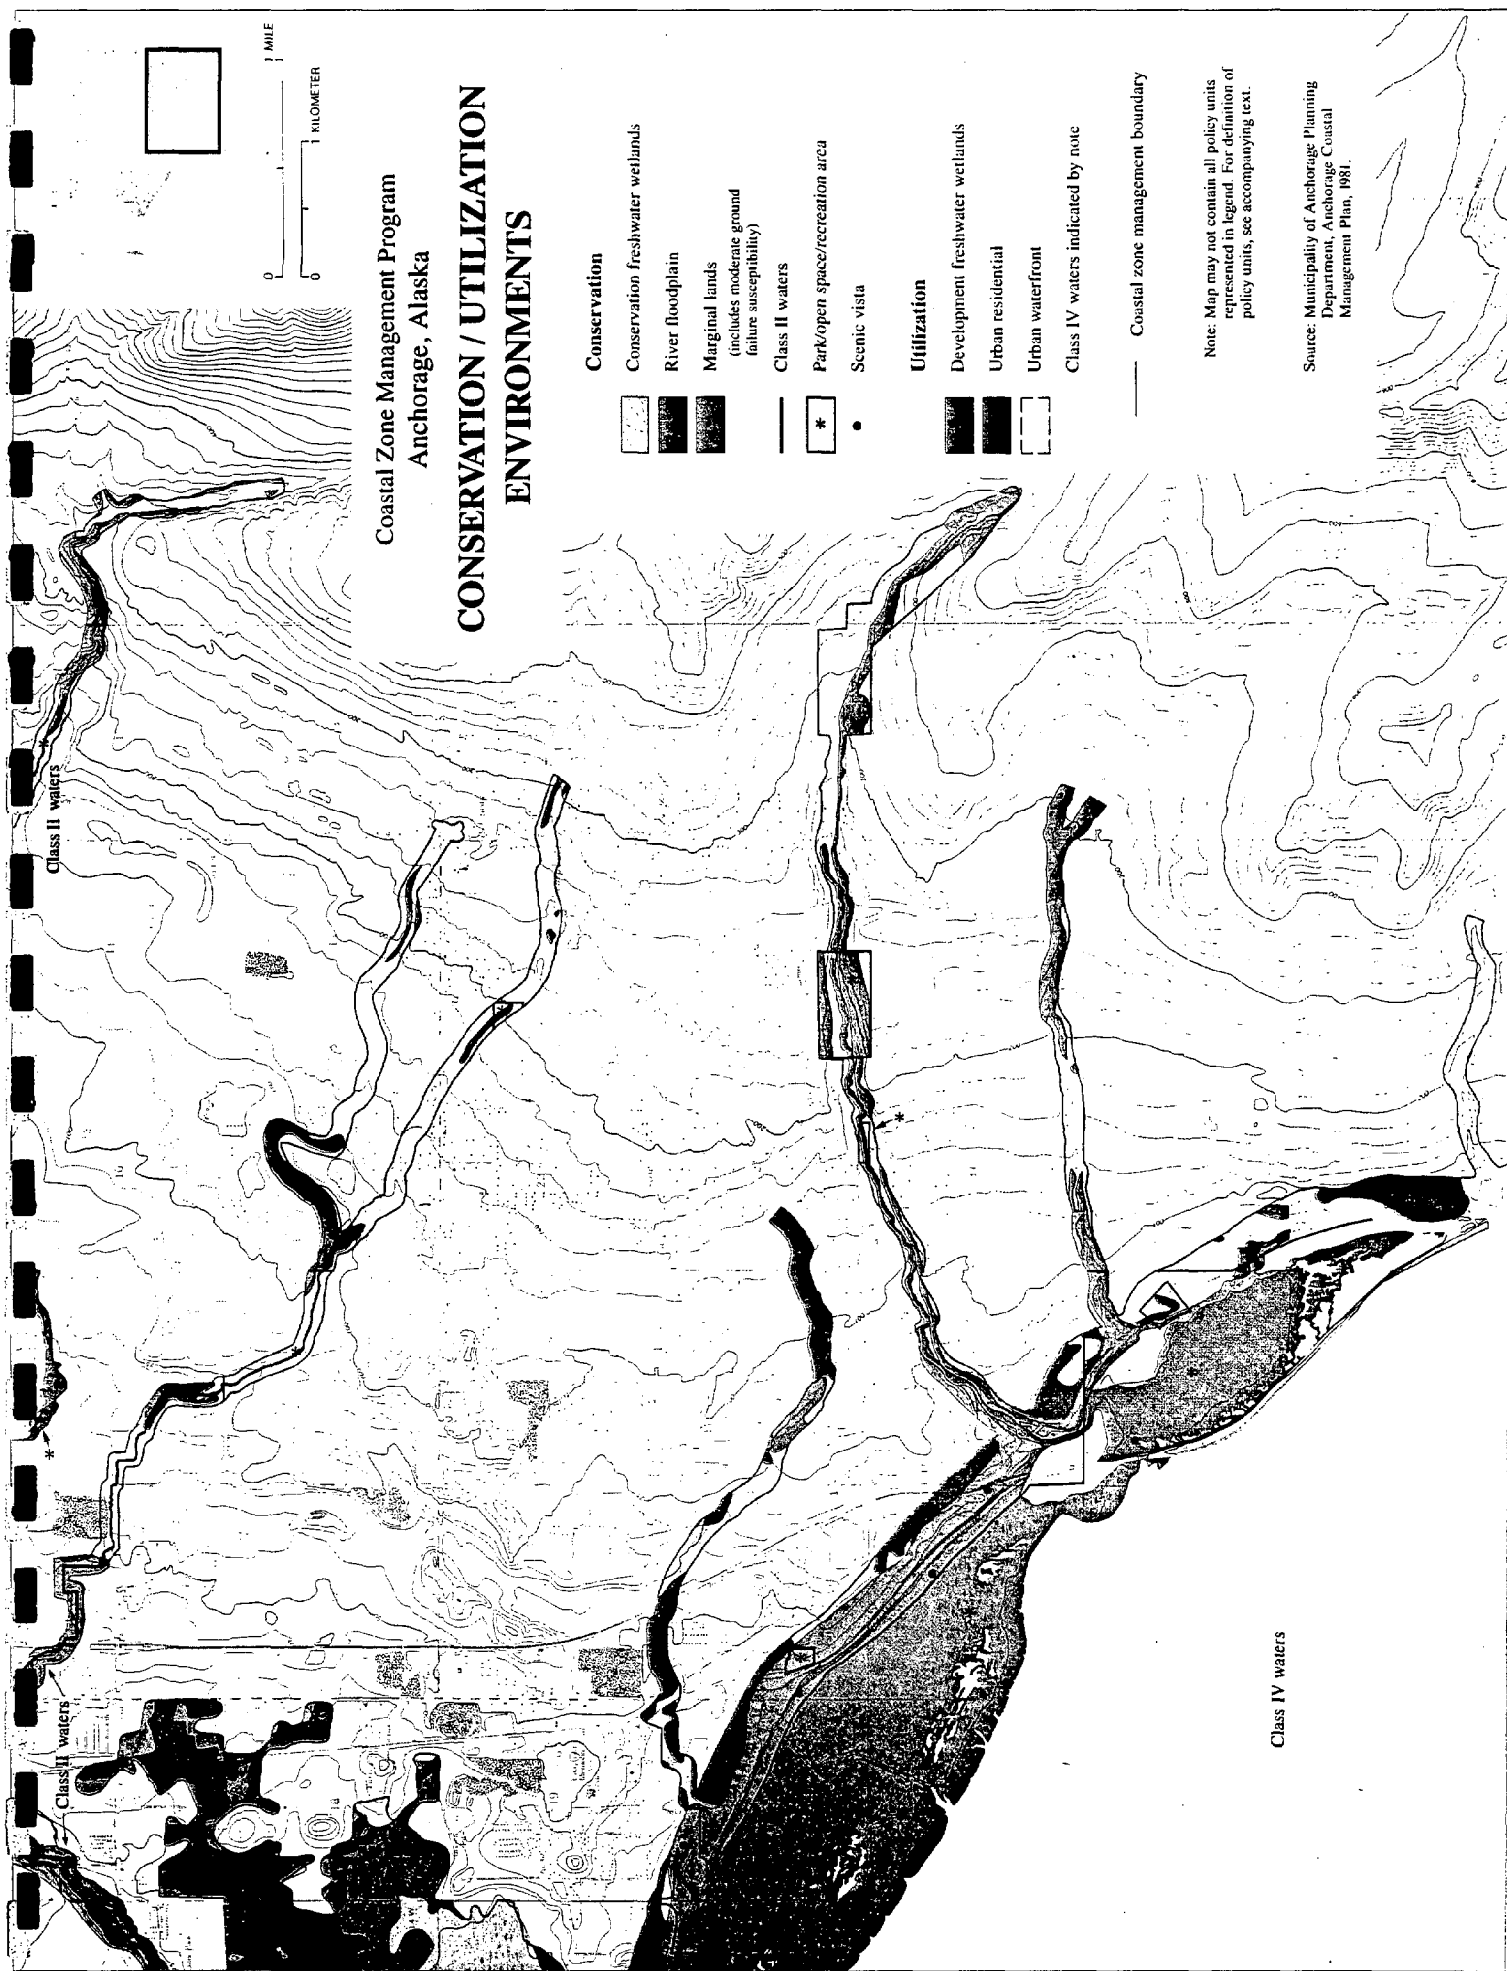 1 MILE
0
1 KILOMETER
0
Coastal Zone Management Program
Anchorage, Alaska
CONSERVATION / UTILIZATION
ENVIRONMENTS
Conservation
Conservation freshwater wetlands
River floodplain
Marginal lands
(includes moderate ground
failure susceptibility)
Class II waters
* Park/open space/recreation area
Scenic vista
Utilization
Development freshwater wetlands
Urban residential
Urban waterfront
Class IV waters indicated by note
Coastal zone management boundary
Note: Map may not contain all policy units
represented in legend. For definition of
policy units, see accompanying text.
Source: Municipality of Anchorage Planning
Department, Anchorage Coastal
Management Plan, 1981.
Class II waters
Class II waters
Class IV waters